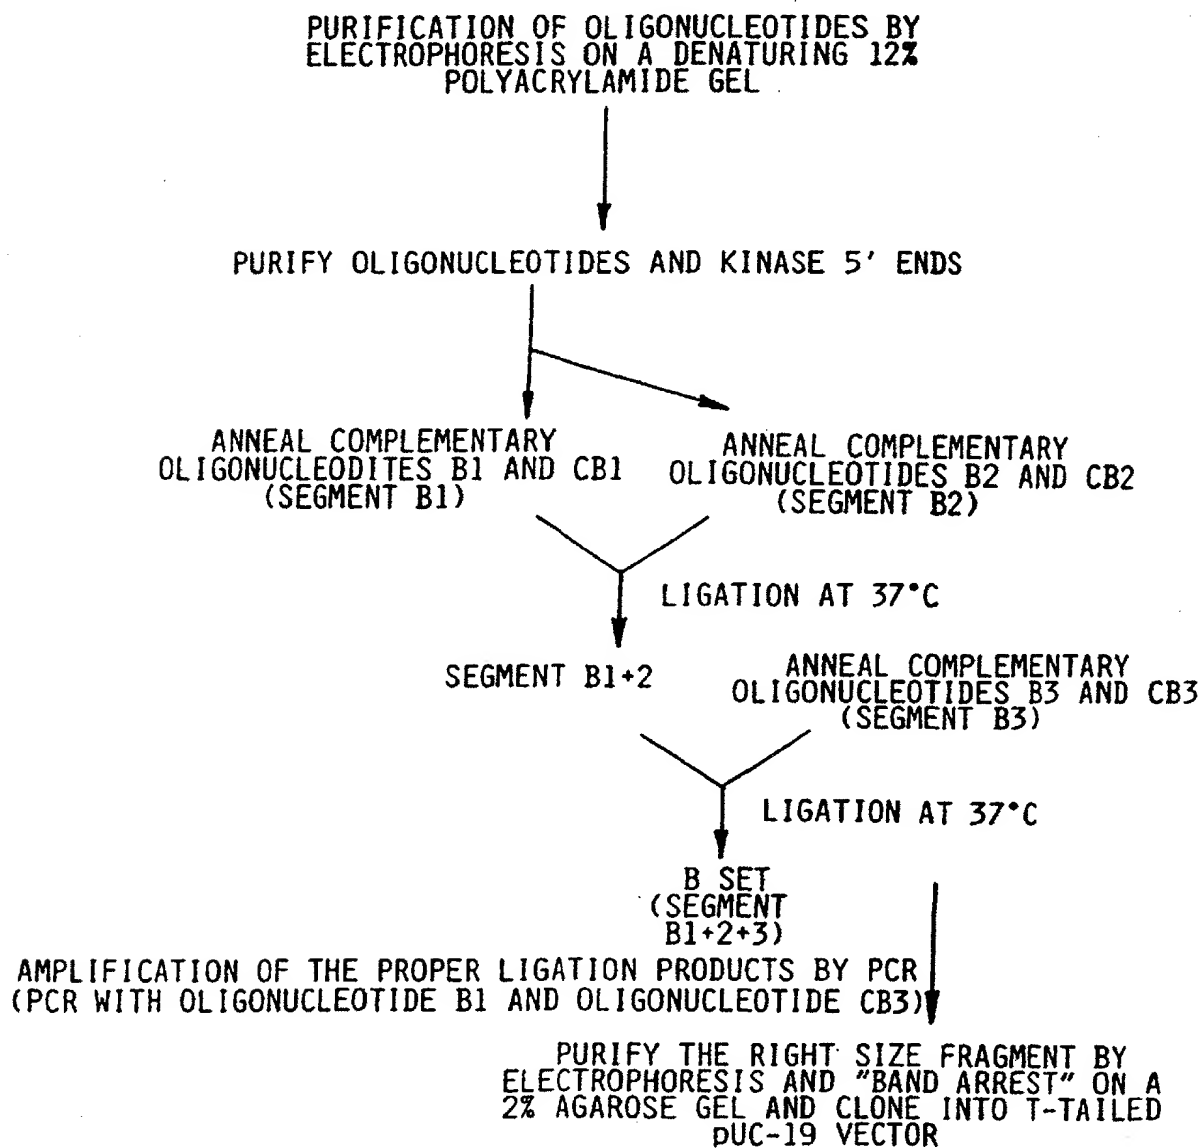 PURIFICATION OF OLIGONUCLEOTIDES BY
ELECTROPHORESIS ON A DENATURING 12%
POLYACRYLAMIDE GEL
PURIFY OLIGONUCLEOTIDES AND KINASE 5' ENDS
ANNEAL COMPLEMENTARY
OLIGONUCLEODITES B1 AND CB1
(SEGMENT B1)
ANNEAL COMPLEMENTARY
OLIGONUCLEOTIDES B2 AND CB2
(SEGMENT B2)
LIGATION AT 37°C
SEGMENT B1+2
ANNEAL COMPLEMENTARY
OLIGONUCLEOTIDES B3 AND CB3
(SEGMENT B3)
LIGATION AT 37°C
B SET
(SEGMENT
B1+2+3)
AMPLIFICATION OF THE PROPER LIGATION PRODUCTS BY PCR
(PCR WITH OLIGONUCLEOTIDE B1 AND OLIGONUCLEOTIDE CB3)
PURIFY THE RIGHT SIZE FRAGMENT BY
ELECTROPHORESIS AND "BAND ARREST" ON A
2% AGAROSE GEL AND CLONE INTO T-TAILED
pUC-19 VECTOR